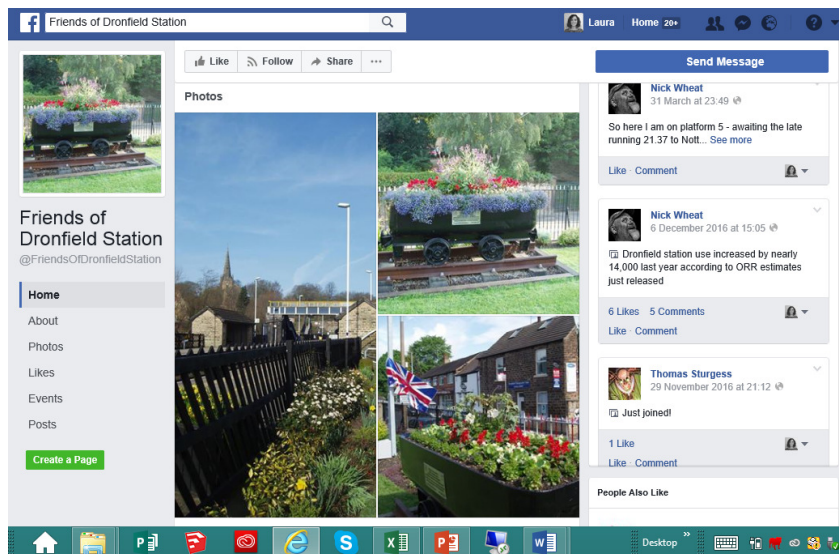 Friends of Dronfield Station
Laura
Home 20+
Like
Follow
Share
Send Message
Friends of
Dronfield Station
@FriendsOfDronfieldStation
Home
About
Photos
Likes
Events
Posts
Create a Page
Photos
Nick Wheat
31 March at 23:49
So here I am on platform 5 - awaiting the late
running 21.37 to Nott... See more
Like · Comment
Nick Wheat
6 December 2016 at 15:05
Dronfield station use increased by nearly
14,000 last year according to ORR estimates
just released
6 Likes 5 Comments
Like · Comment
Thomas Sturgess
29 November 2016 at 21:12
Just joined!
1 Like
Like · Comment
People Also Like
Desktop